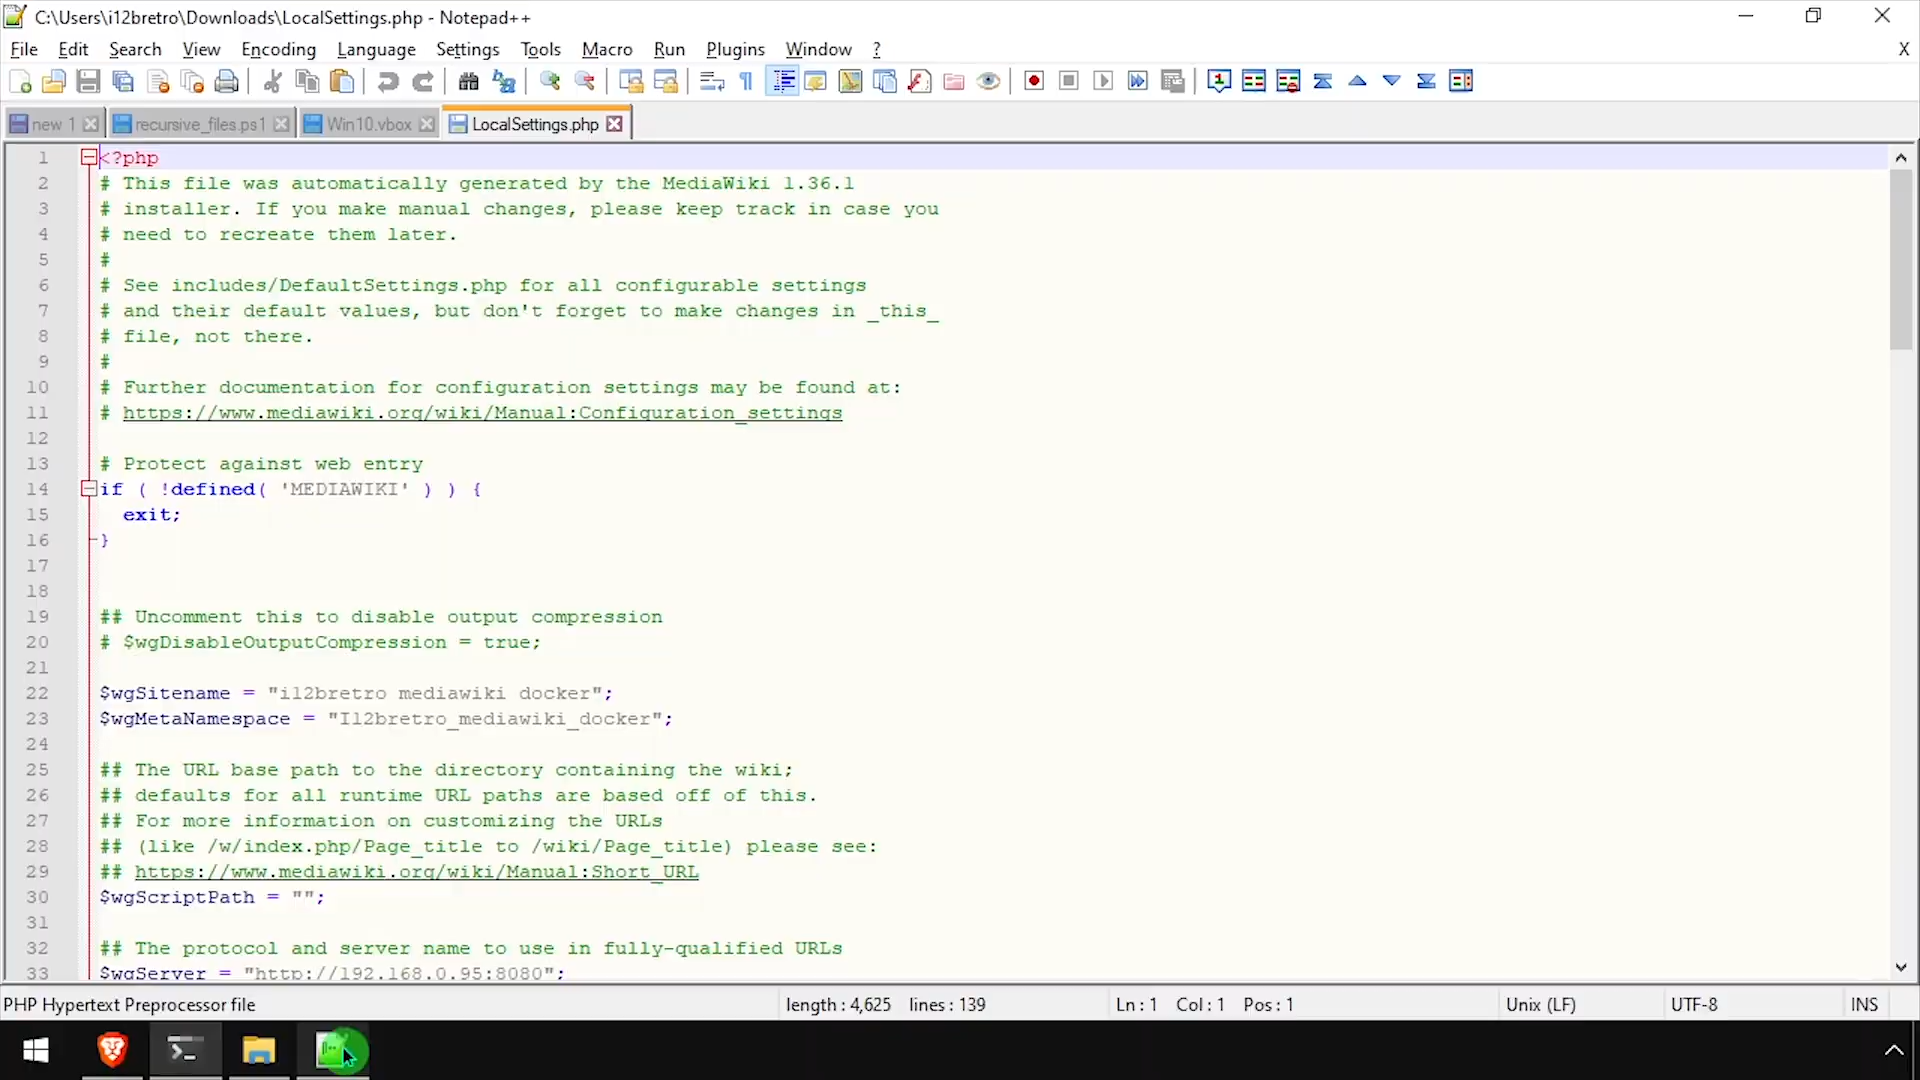 C:\Users\i12bretro\Downloads\LocalSettings.php - Notepad++
File Edit Search View Encoding Language Settings Tools Macro Run Plugins Window ? X
new 1 recursive_files.ps1 Win10.vbox LocalSettings.php
1 <?php
2 # This file was automatically generated by the MediaWiki 1.36.1
3 # installer. If you make manual changes, please keep track in case you
4 # need to recreate them later.
5 #
6 # See includes/DefaultSettings.php for all configurable settings
7 # and their default values, but don't forget to make changes in _this_
8 # file, not there.
9 #
10 # Further documentation for configuration settings may be found at:
11 # https://www.mediawiki.org/wiki/Manual:Configuration_settings
12
13 # Protect against web entry
14 if ( !defined( 'MEDIAWIKI' ) ) {
15 exit;
16 }
17
18
19 ## Uncomment this to disable output compression
20 # $wgDisableOutputCompression = true;
21
22 $wgSitename = "i12bretro mediawiki docker";
23 $wgMetaNamespace = "I12bretro_mediawiki_docker";
24
25 ## The URL base path to the directory containing the wiki;
26 ## defaults for all runtime URL paths are based off of this.
27 ## For more information on customizing the URLs
28 ## (like /w/index.php/Page_title to /wiki/Page_title) please see:
29 ## https://www.mediawiki.org/wiki/Manual:Short_URL
30 $wgScriptPath = "";
31
32 ## The protocol and server name to use in fully-qualified URLs
33 $wgServer = "http://192.168.0.95:8080";
PHP Hypertext Preprocessor file length : 4,625 lines : 139 Ln : 1 Col : 1 Pos : 1 Unix (LF) UTF-8 INS